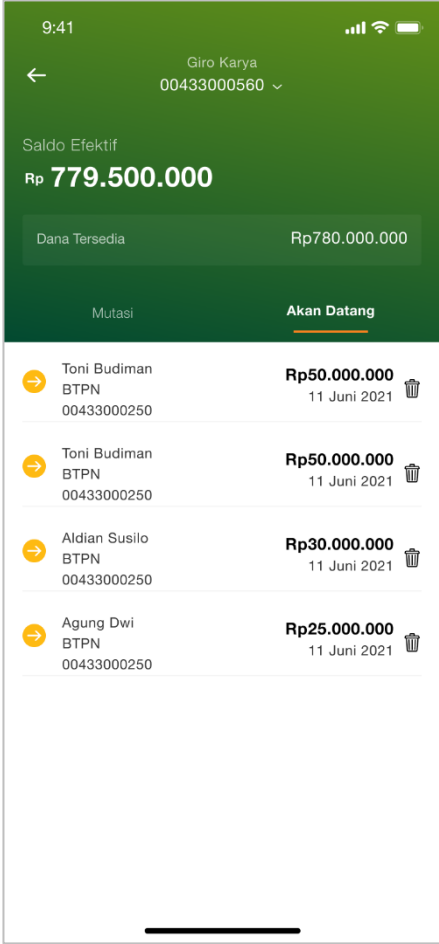 9:41
Giro Karya
00433000560
Saldo Efektif
Rp 779.500.000
Dana Tersedia Rp780.000.000
Mutasi Akan Datang
Toni Budiman Rp50.000.000
BTPN 11 Juni 2021
00433000250
Toni Budiman Rp50.000.000
BTPN 11 Juni 2021
00433000250
Aldian Susilo Rp30.000.000
BTPN 11 Juni 2021
00433000250
Agung Dwi Rp25.000.000
BTPN 11 Juni 2021
00433000250